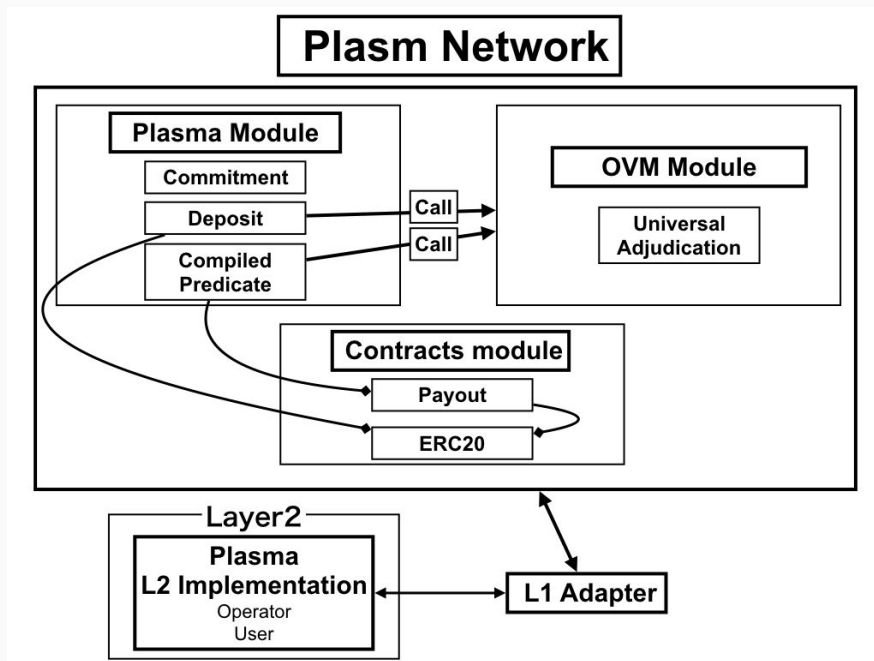 Plasm Network
Plasma Module
Commitment
Deposit
Compiled
Predicate
Call
Call
OVM Module
Universal
Adjudication
Contracts module
Payout
ERC20
Layer2
Plasma
L2 Implementation
Operator
User
L1 Adapter